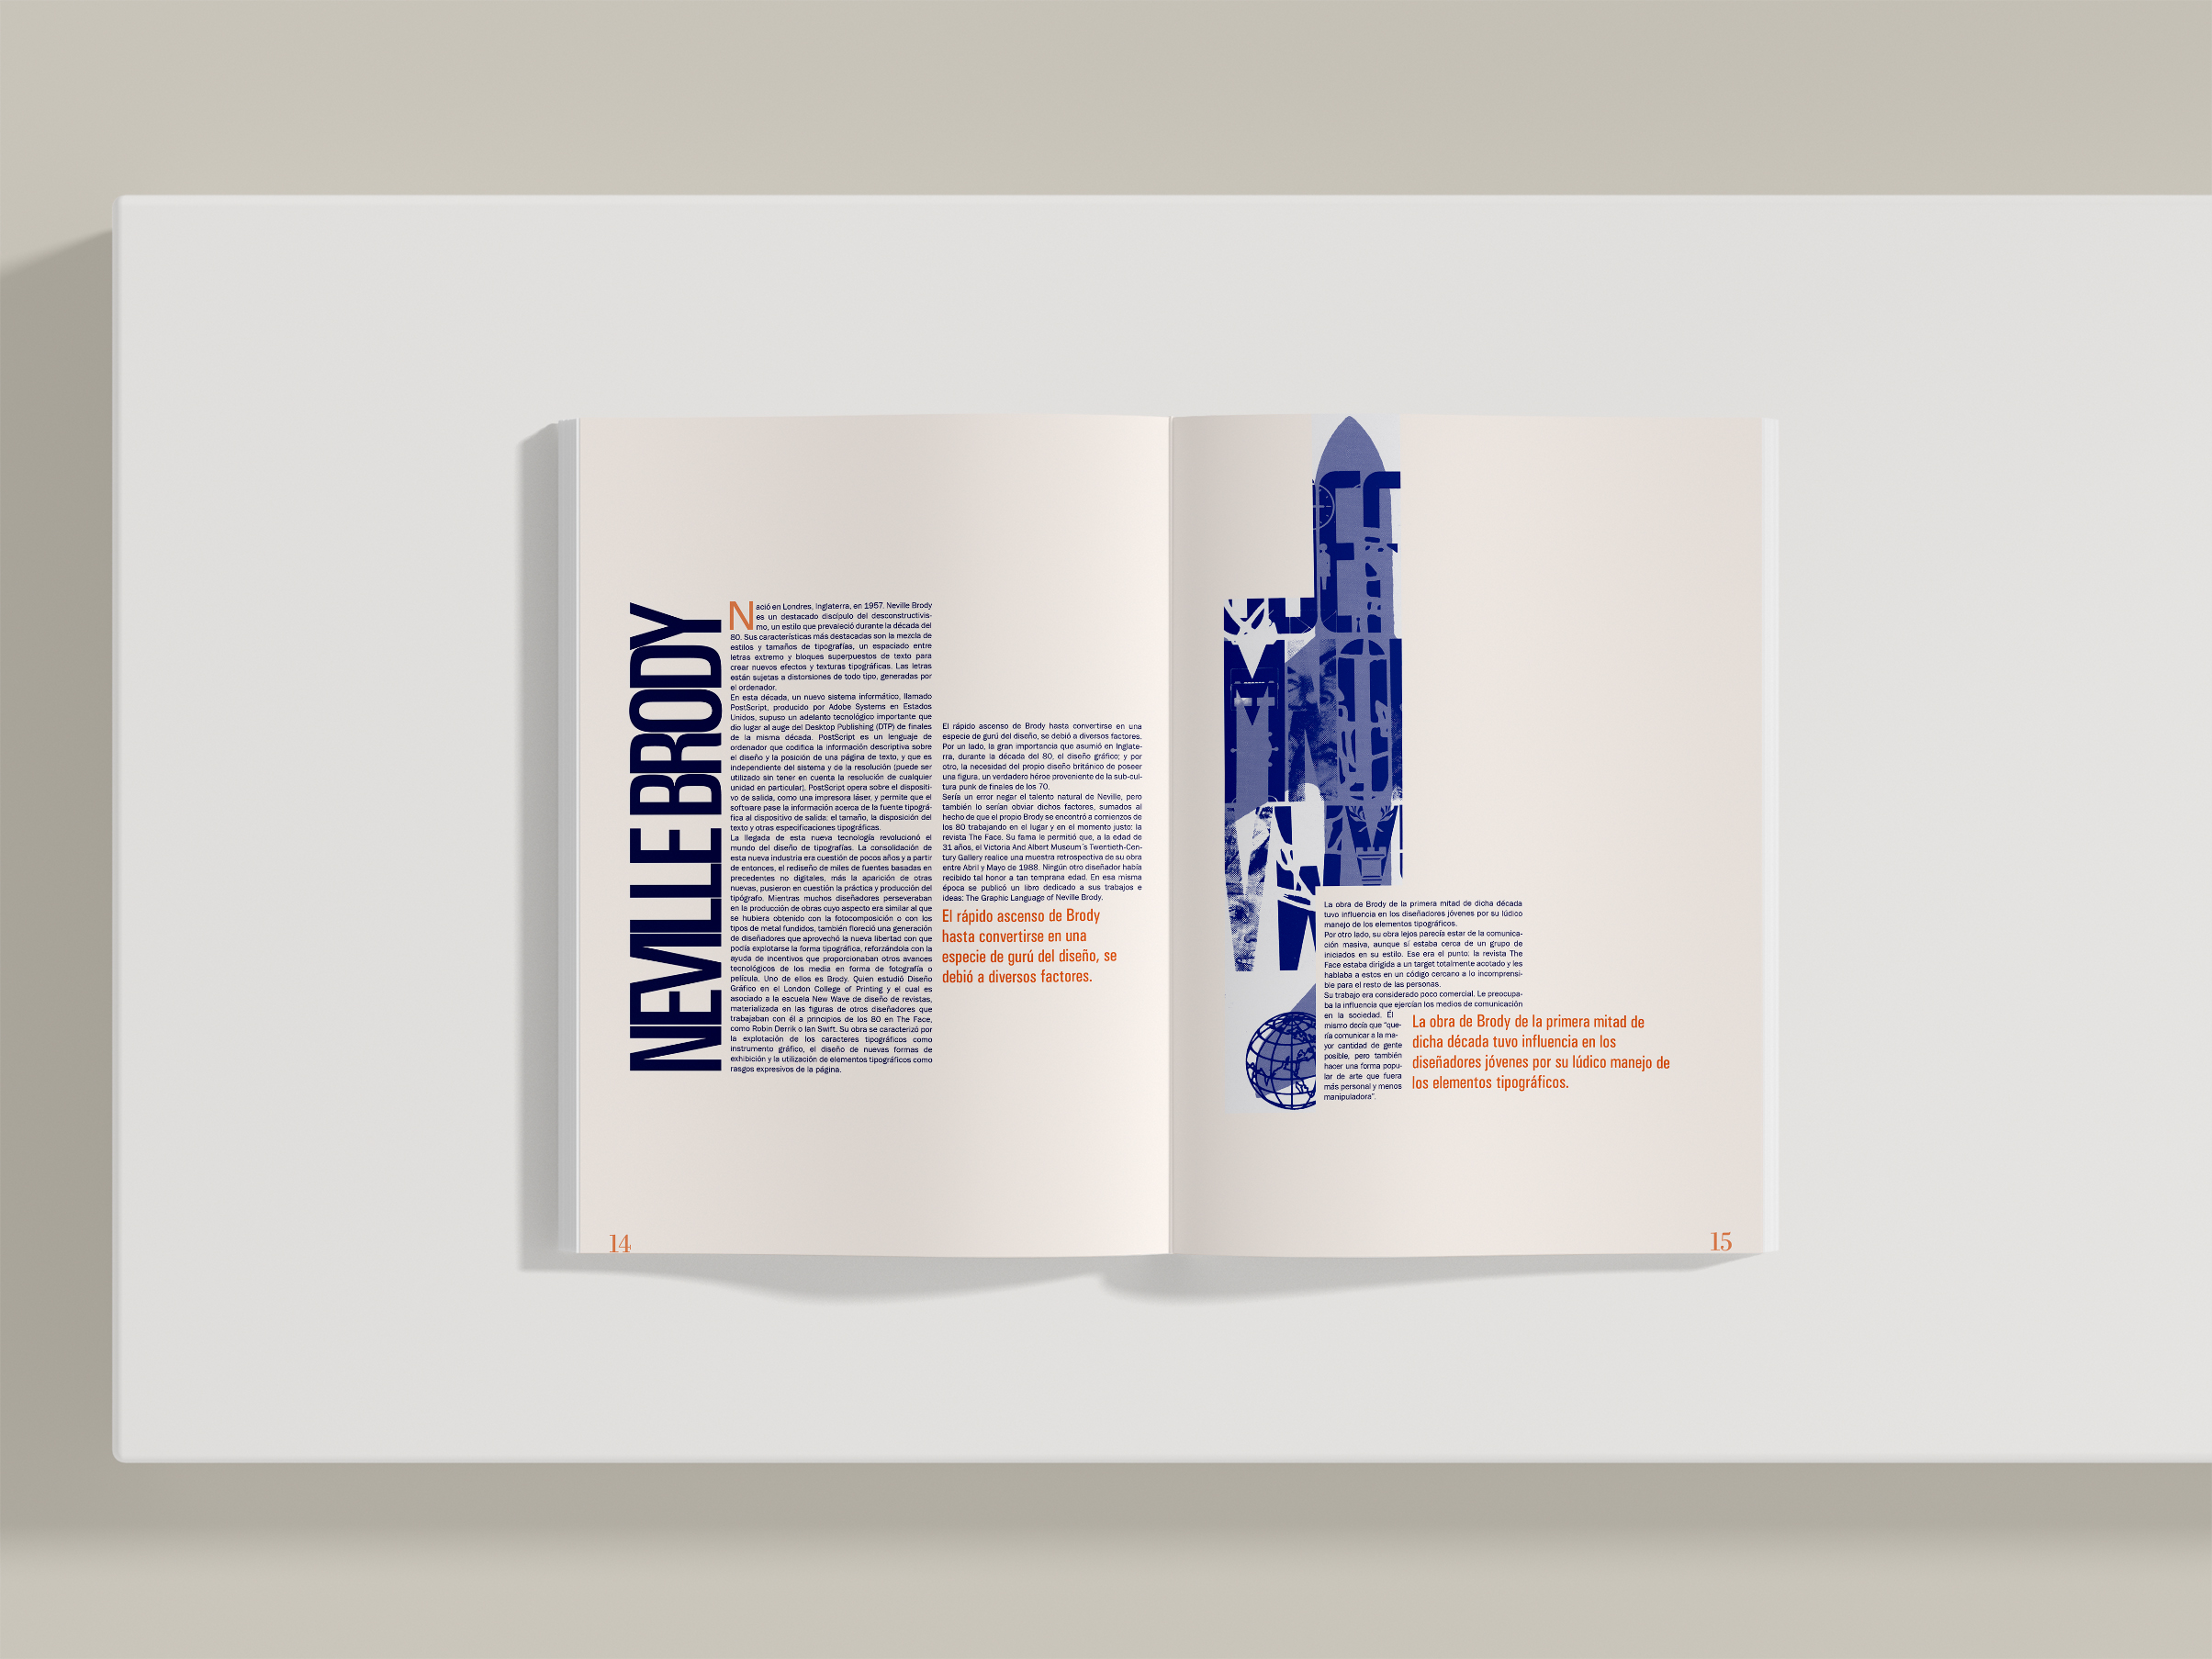 NEVILLE BRODY
Nació en Londres, Inglaterra, en 1957. Neville Brody
es un destacado discípulo del desconstructivis-
mo, un estilo que prevaleció durante la década del
80. Sus características más destacadas son la mezcla de
estilos y tamaños de tipografías, un espaciado entre
letras extremo y bloques superpuestos de texto para
crear nuevos efectos y texturas tipográficas. Las letras
están sujetas a distorsiones de todo tipo, generadas por
el ordenador.
En esta década, un nuevo sistema informático, llamado
PostScript, producido por Adobe Systems en Estados
Unidos, supuso un adelanto tecnológico importante que
dio lugar al auge del Desktop Publishing (DTP) de finales
de la misma década. PostScript es un lenguaje de
ordenador que codifica la información descriptiva sobre
el diseño y la posición de una página de texto, y que es
independiente del sistema y de la resolución (puede ser
utilizado sin tener en cuenta la resolución de cualquier
unidad en particular). PostScript opera sobre el dispositi-
vo de salida, como una impresora láser, y permite que el
software pase la información acerca de la fuente tipográ-
fica al dispositivo de salida: el tamaño, la disposición del
texto y otras especificaciones tipográficas.
La llegada de esta nueva tecnología revolucionó el
mundo del diseño de tipografías. La consolidación de
esta nueva industria era cuestión de pocos años y a partir
de entonces, el rediseño de miles de fuentes basadas en
precedentes no digitales, más la aparición de otras
nuevas, pusieron en cuestión la práctica y producción del
tipógrafo. Mientras muchos diseñadores perseveraban
en la producción de obras cuyo aspecto era similar al que
se hubiera obtenido con la fotocomposición o con los
tipos de metal fundidos, también floreció una generación
de diseñadores que aprovechó la nueva libertad con que
podía explotarse la forma tipográfica, reforzándola con la
ayuda de incentivos que proporcionaban otros avances
tecnológicos de los media en forma de fotografía o
película. Uno de ellos es Brody. Quien estudió Diseño
Gráfico en el London College of Printing y el cual es
asociado a la escuela New Wave de diseño de revistas,
materializada en las figuras de otros diseñadores que
trabajaban con él a principios de los 80 en The Face,
como Robin Derrik o Ian Swift. Su obra se caracterizó por
la explotación de los caracteres tipográficos como
instrumento gráfico, el diseño de nuevas formas de
exhibición y la utilización de elementos tipográficos como
rasgos expresivos de la página.
El rápido ascenso de Brody hasta convertirse en una
especie de gurú del diseño, se debió a diversos factores.
Por un lado, la gran importancia que asumió en Inglate-
rra, durante la década del 80, el diseño gráfico; y por
otro, la necesidad del propio diseño británico de poseer
una figura, un verdadero héroe proveniente de la sub-cul-
tura punk de finales de los 70.
Sería un error negar el talento natural de Neville, pero
también lo serían obviar dichos factores, sumados al
hecho de que el propio Brody se encontró a comienzos de
los 80 trabajando en el lugar y en el momento justo: la
revista The Face. Su fama le permitió que, a la edad de
31 años, el Victoria And Albert Museum´s Twentieth-Cen-
tury Gallery realice una muestra retrospectiva de su obra
entre Abril y Mayo de 1988. Ningún otro diseñador había
recibido tal honor a tan temprana edad. En esa misma
época se publicó un libro dedicado a sus trabajos e
ideas: The Graphic Language of Neville Brody.
El rápido ascenso de Brody
hasta convertirse en una
especie de gurú del diseño, se
debió a diversos factores.
14
La obra de Brody de la primera mitad de dicha década
tuvo influencia en los diseñadores jóvenes por su lúdico
manejo de los elementos tipográficos.
Por otro lado, su obra lejos parecía estar de la comunica-
ción masiva, aunque sí estaba cerca de un grupo de
iniciados en su estilo. Ese era el punto: la revista The
Face estaba dirigida a un target totalmente acotado y les
hablaba a estos en un código cercano a lo incomprensi-
ble para el resto de las personas.
Su trabajo era considerado poco comercial. Le preocupa-
ba la influencia que ejercían los medios de comunicación
en la sociedad. Él
mismo decía que "que-
ría comunicar a la ma-
yor cantidad de gente
posible, pero también
hacer una forma popu-
lar de arte que fuera
más personal y menos
manipuladora".
La obra de Brody de la primera mitad de
dicha década tuvo influencia en los
diseñadores jóvenes por su lúdico manejo de
los elementos tipográficos.
15